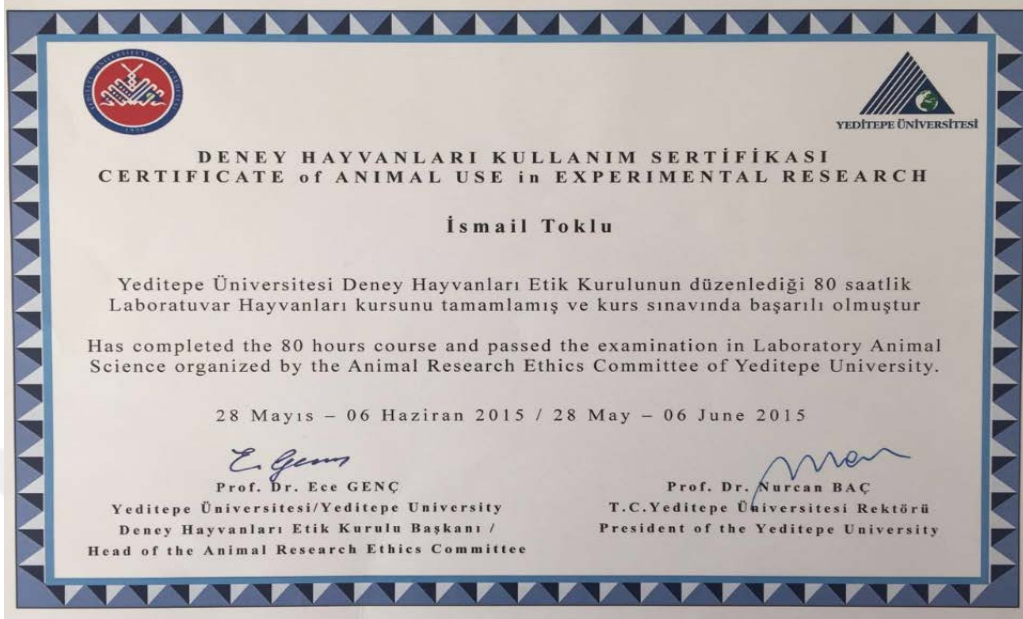 YEDİTEPE ÜNİVERSİTESİ
DENEY HAYVANLARI KULLANIM SERTİFİKASI
CERTIFICATE of ANIMAL USE in EXPERIMENTAL RESEARCH
İsmail Toklu
Yeditepe Üniversitesi Deney Hayvanları Etik Kurulunun düzenlediği 80 saatlik
Laboratuvar Hayvanları kursunu tamamlamış ve kurs sınavında başarılı olmuştur
Has completed the 80 hours course and passed the examination in Laboratory Animal
Science organized by the Animal Research Ethics Committee of Yeditepe University.
28 Mayıs – 06 Haziran 2015 / 28 May – 06 June 2015
E. Genç
Prof. Dr. Ece GENÇ
Yeditepe Üniversitesi/Yeditepe University
Deney Hayvanları Etik Kurulu Başkanı /
Head of the Animal Research Ethics Committee
Prof. Dr. Nurcan BAÇ
T.C.Yeditepe Üniversitesi Rektörü
President of the Yeditepe University